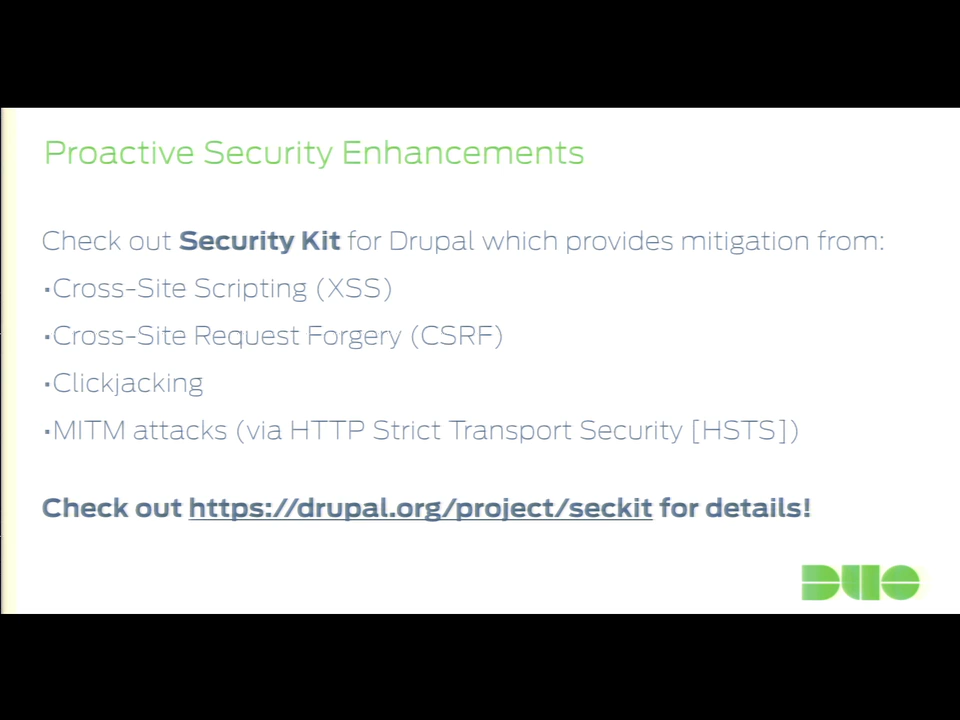 Proactive Security Enhancements
Check out Security Kit for Drupal which provides mitigation from:
·Cross-Site Scripting (XSS)
·Cross-Site Request Forgery (CSRF)
·Clickjacking
·MITM attacks (via HTTP Strict Transport Security [HSTS])
Check out https://drupal.org/project/seckit for details!
DUO